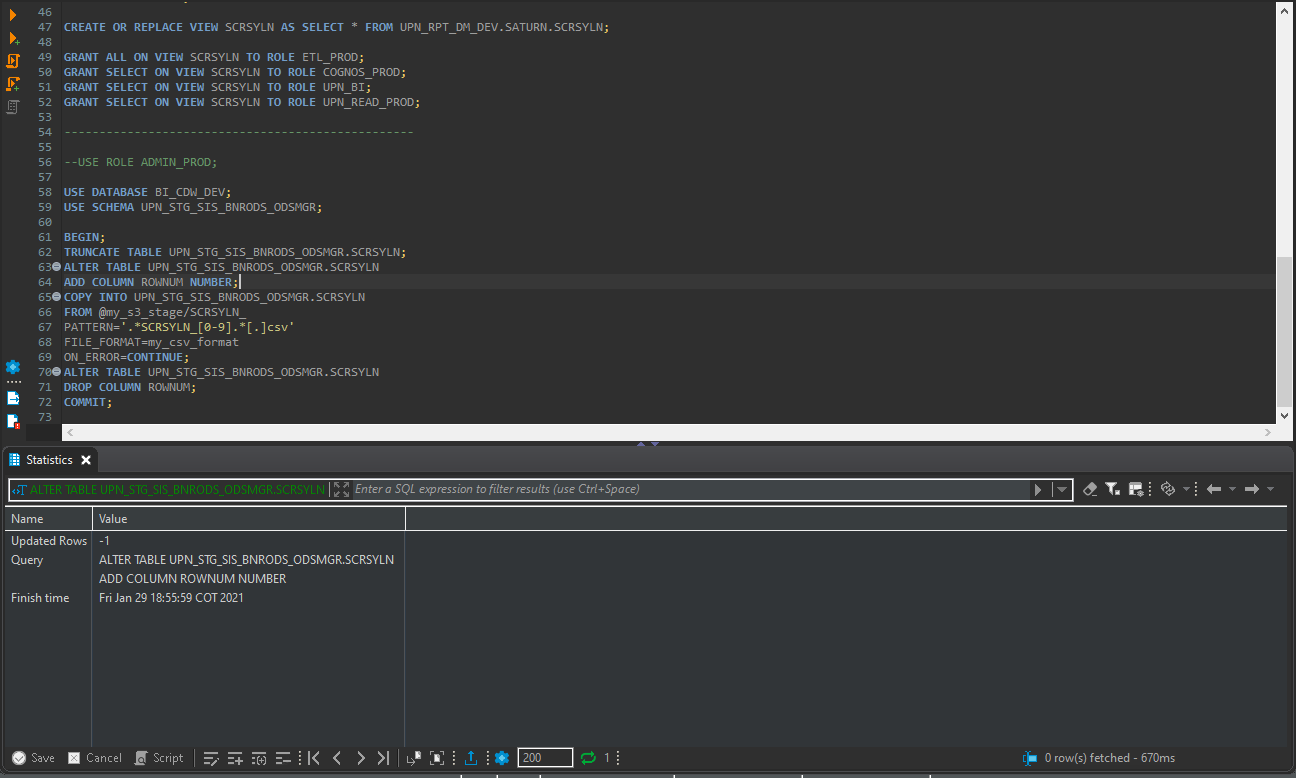 46
47 CREATE OR REPLACE VIEW SCRSYLN AS SELECT * FROM UPN_RPT_DM_DEV.SATURN.SCRSYLN;
48
49 GRANT ALL ON VIEW SCRSYLN TO ROLE ETL_PROD;
50 GRANT SELECT ON VIEW SCRSYLN TO ROLE COGNOS_PROD;
51 GRANT SELECT ON VIEW SCRSYLN TO ROLE UPN_BI;
52 GRANT SELECT ON VIEW SCRSYLN TO ROLE UPN_READ_PROD;
53
54 --------------------------------------------------
55
56 --USE ROLE ADMIN_PROD;
57
58 USE DATABASE BI_CDW_DEV;
59 USE SCHEMA UPN_STG_SIS_BNRODS_ODSMGR;
60
61 BEGIN;
62 TRUNCATE TABLE UPN_STG_SIS_BNRODS_ODSMGR.SCRSYLN;
63 ALTER TABLE UPN_STG_SIS_BNRODS_ODSMGR.SCRSYLN
64 ADD COLUMN ROWNUM NUMBER;
65 COPY INTO UPN_STG_SIS_BNRODS_ODSMGR.SCRSYLN
66 FROM @my_s3_stage/SCRSYLN_
67 PATTERN='.*SCRSYLN_[0-9].*[.]csv'
68 FILE_FORMAT=my_csv_format
69 ON_ERROR=CONTINUE;
70 ALTER TABLE UPN_STG_SIS_BNRODS_ODSMGR.SCRSYLN
71 DROP COLUMN ROWNUM;
72 COMMIT;
73
Statistics
ALTER TABLE UPN_STG_SIS_BNRODS_ODSMGR.SCRSYLN Enter a SQL expression to filter results (use Ctrl+Space)
Name Value
Updated Rows -1
Query ALTER TABLE UPN_STG_SIS_BNRODS_ODSMGR.SCRSYLN
ADD COLUMN ROWNUM NUMBER
Finish time Fri Jan 29 18:55:59 COT 2021
Save Cancel Script 200 1 0 row(s) fetched - 670ms